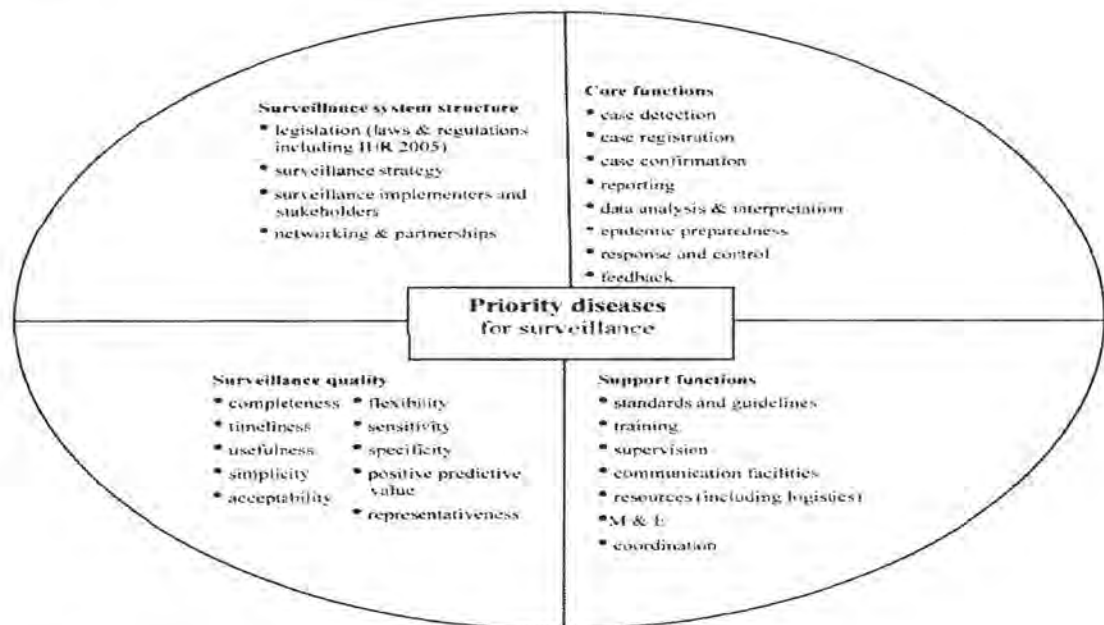 Surveillance system structure
• legislation (laws & regulations
including IHR 2005)
• surveillance strategy
• surveillance implementers and
stakeholders
• networking & partnerships
Core functions
• case detection
• case registration
• case confirmation
• reporting
• data analysis & interpretation
• epidemic preparedness
• response and control
• feedback
Priority diseases
for surveillance
Surveillance quality
• completeness
• timeliness
• usefulness
• simplicity
• acceptability
• flexibility
• sensitivity
• specificity
• positive predictive
value
• representativeness
Support functions
• standards and guidelines
• training
• supervision
• communication facilities
• resources (including logistics)
•M & E
• coordination